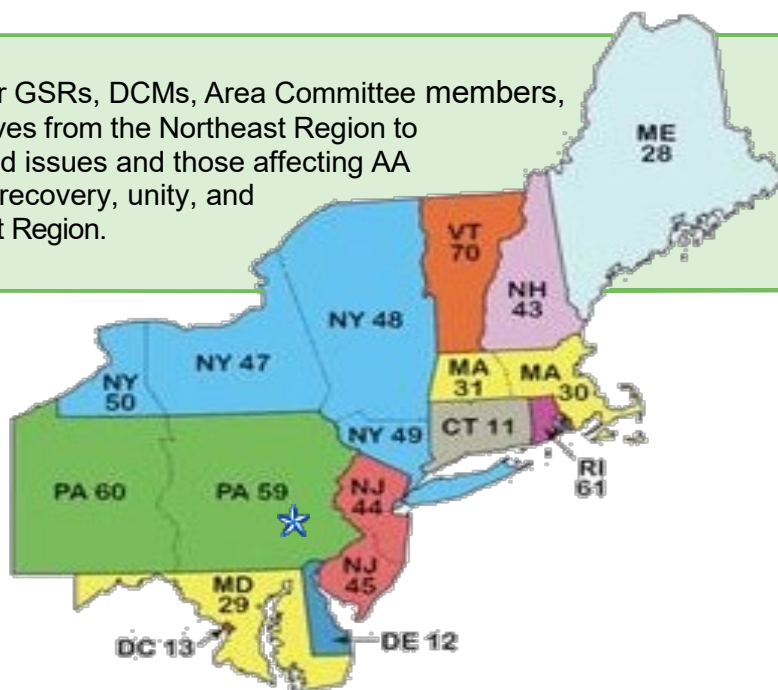 r GSRs, DCMs, Area Committee members,
ves from the Northeast Region to
d issues and those affecting AA
recovery, unity, and
t Region.
ME
28
VT
70
NH
43
NY 48
NY 47
NY
50
MA
31
MA
30
NY 49
CT 11
RI
61
PA 60
PA 59
NJ
44
NJ
45
MD
29
DC 13
DE 12